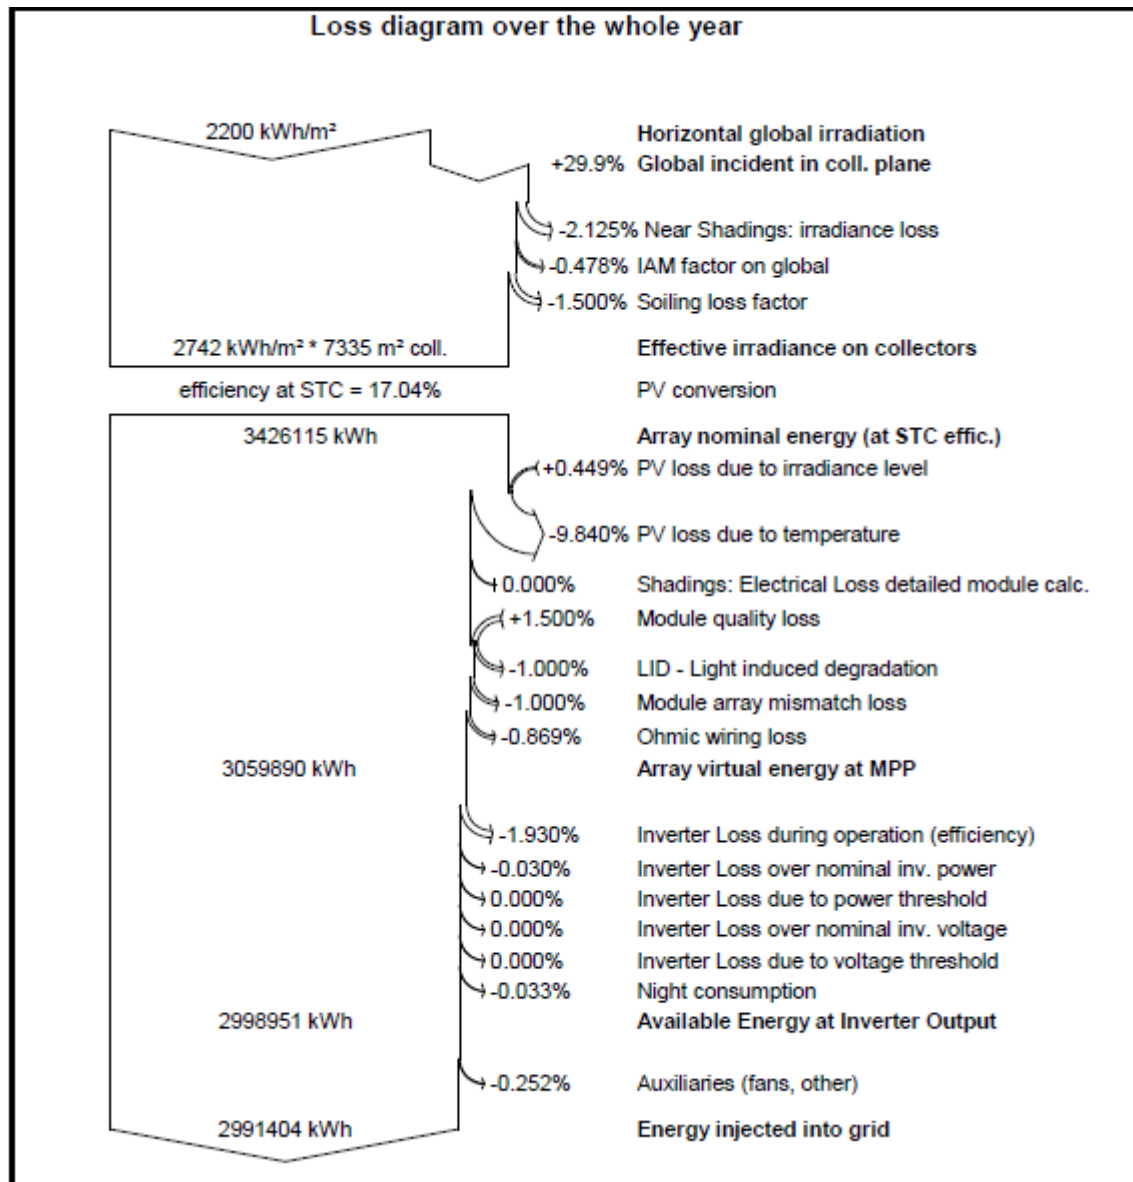 Loss diagram over the whole year
2200 kWh/m² Horizontal global irradiation
+29.9% Global incident in coll. plane
-2.125% Near Shadings: irradiance loss
-0.478% IAM factor on global
-1.500% Soiling loss factor
2742 kWh/m² * 7335 m² coll. Effective irradiance on collectors
efficiency at STC = 17.04% PV conversion
3426115 kWh Array nominal energy (at STC effic.)
+0.449% PV loss due to irradiance level
-9.840% PV loss due to temperature
0.000% Shadings: Electrical Loss detailed module calc.
+1.500% Module quality loss
-1.000% LID - Light induced degradation
-1.000% Module array mismatch loss
-0.869% Ohmic wiring loss
3059890 kWh Array virtual energy at MPP
-1.930% Inverter Loss during operation (efficiency)
-0.030% Inverter Loss over nominal inv. power
0.000% Inverter Loss due to power threshold
0.000% Inverter Loss over nominal inv. voltage
0.000% Inverter Loss due to voltage threshold
-0.033% Night consumption
2998951 kWh Available Energy at Inverter Output
-0.252% Auxiliaries (fans, other)
2991404 kWh Energy injected into grid